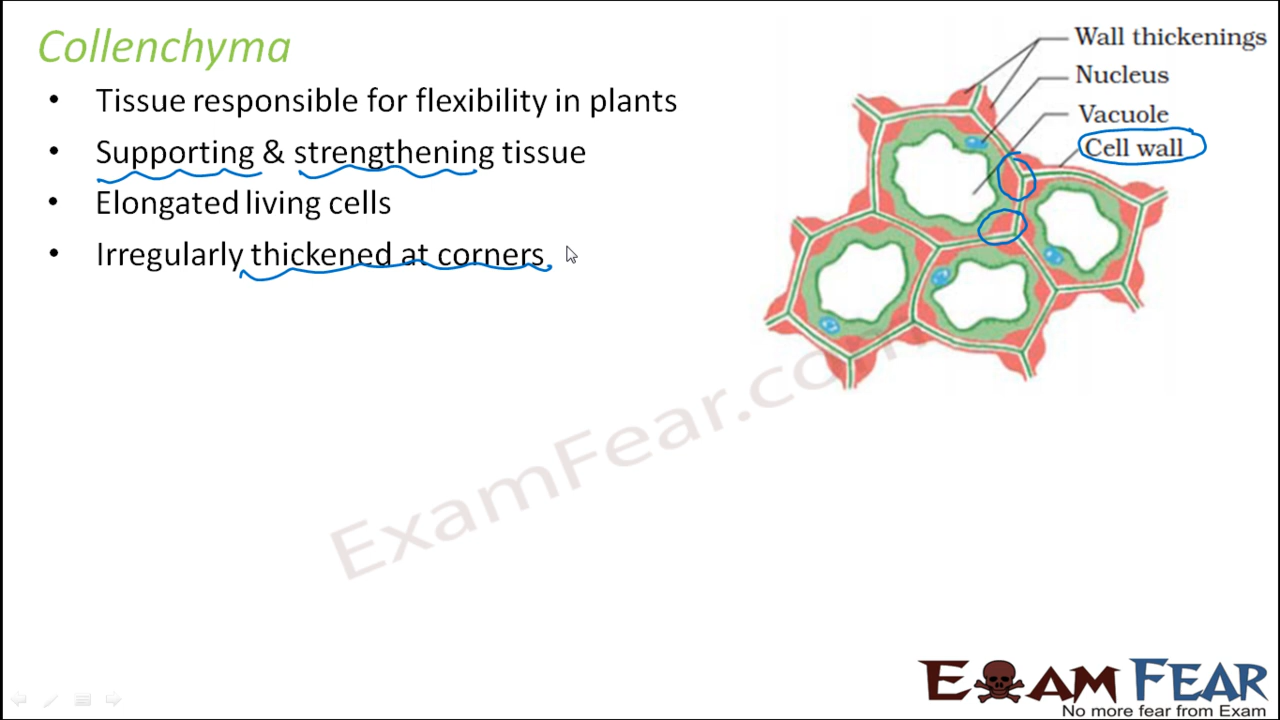 Collenchyma
• Tissue responsible for flexibility in plants
• Supporting & strengthening tissue
• Elongated living cells
• Irregularly thickened at corners
Wall thickenings
Nucleus
Vacuole
Cell wall
ExamFear.com
EXAM FEAR
No more fear from Exam